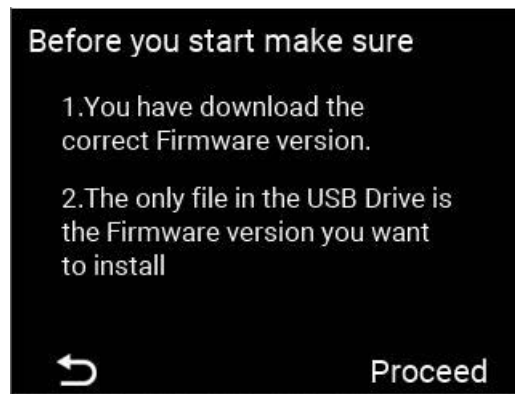 Before you start make sure
1.You have download the
correct Firmware version.
2.The only file in the USB Drive is
the Firmware version you want
to install
Proceed